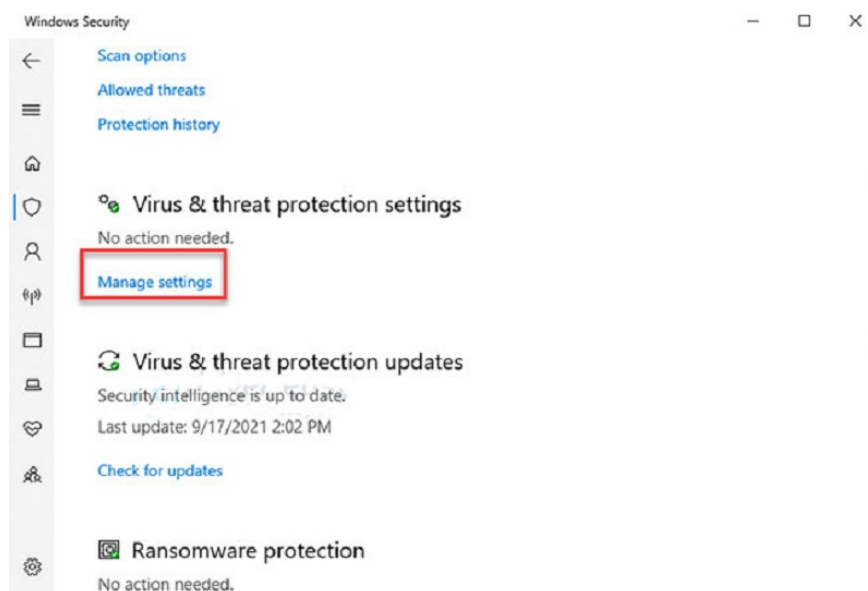 Windows Security
Scan options
Allowed threats
Protection history
Virus & threat protection settings
No action needed.
Manage settings
Virus & threat protection updates
Security intelligence is up to date.
Last update: 9/17/2021 2:02 PM
Check for updates
Ransomware protection
No action needed.